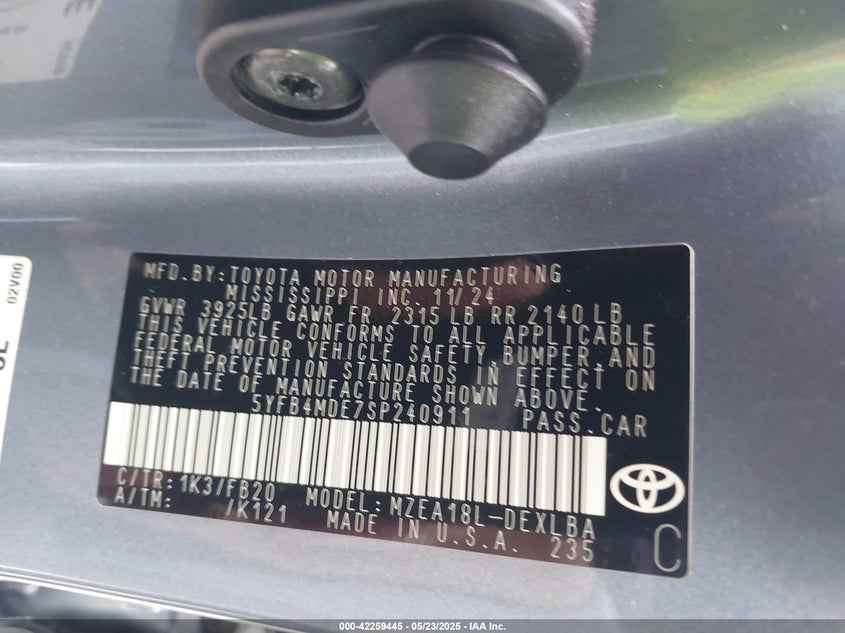 MFD.BY:TOYOTA MOTOR MANUFACTURING
MISSISSIPPI INC. 11/24
GVWR 3925LB GAWR FR 2315 LB RR 2140 LB
THIS VEHICLE CONFORMS TO ALL APPLICABLE
FEDERAL MOTOR VEHICLE SAFETY,BUMPER,AND
THEFT PREVENTION STANDARDS IN EFFECT ON
THE DATE OF MANUFACTURE SHOWN ABOVE.
5YFB4MDE7SP240911 PASS.CAR
C/TR: 1K3/FB20 MODEL: MZEA18L-DEXLBA
A/TM: /K121 MADE IN U.S.A. 235
C
02V00
000-42259445 - 05/23/2025 - IAA Inc.